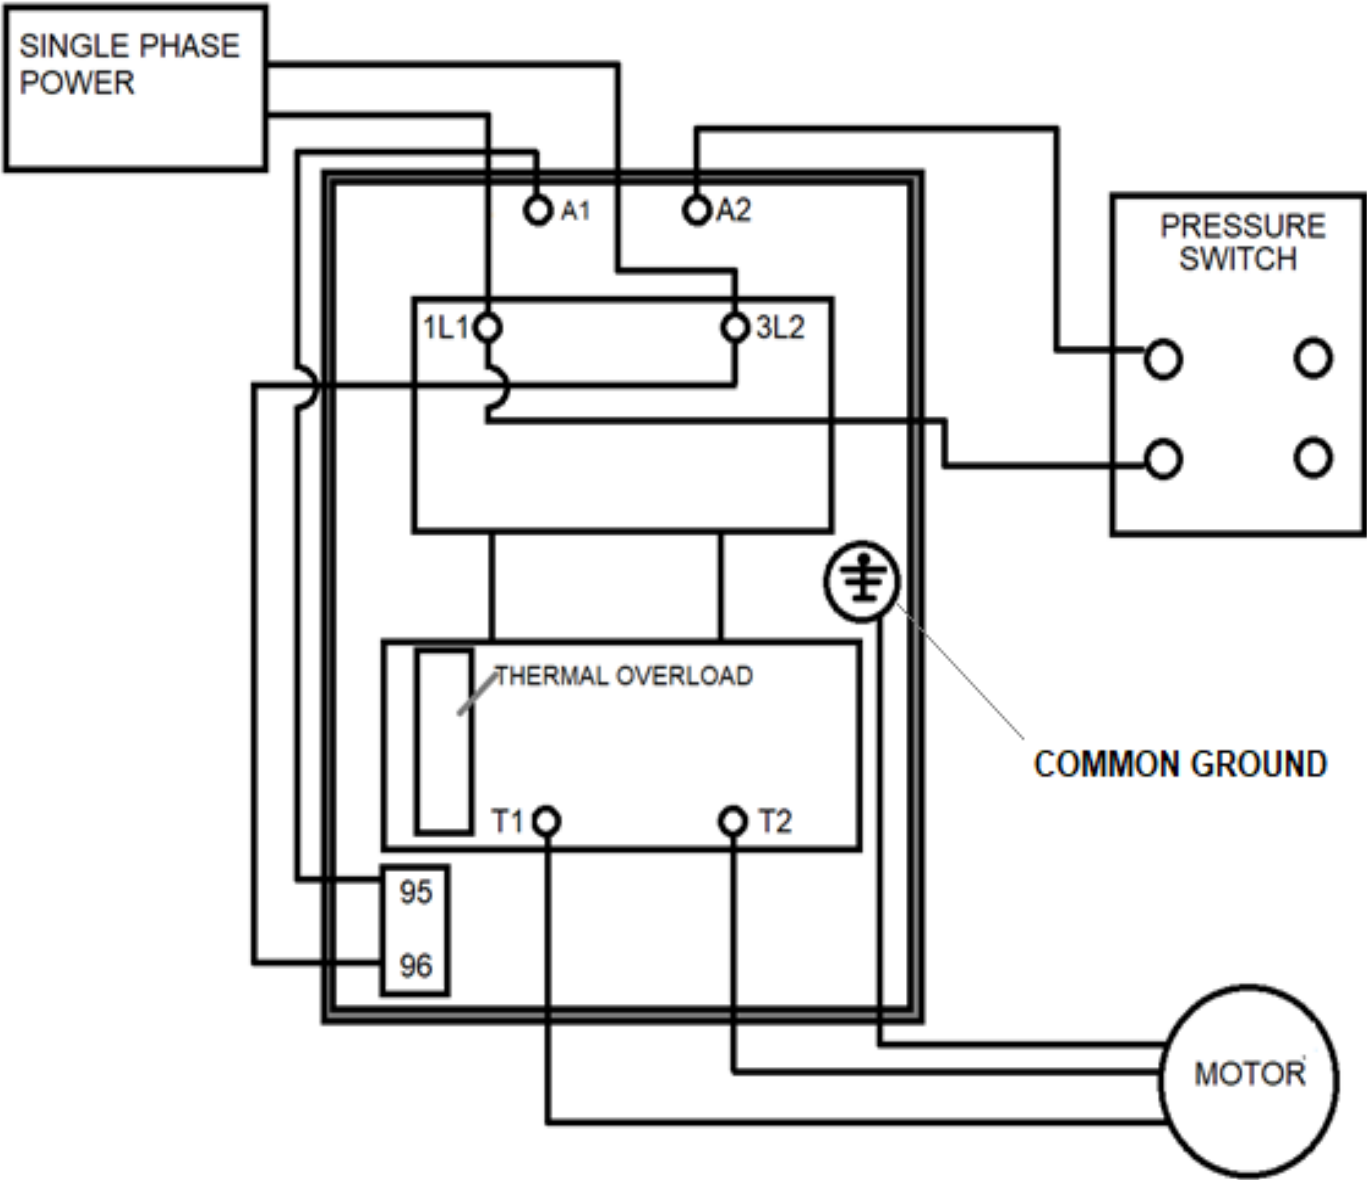 SINGLE PHASE
POWER
A1
A2
PRESSURE
SWITCH
1L1
3L2
THERMAL OVERLOAD
COMMON GROUND
T1
T2
95
96
MOTOR